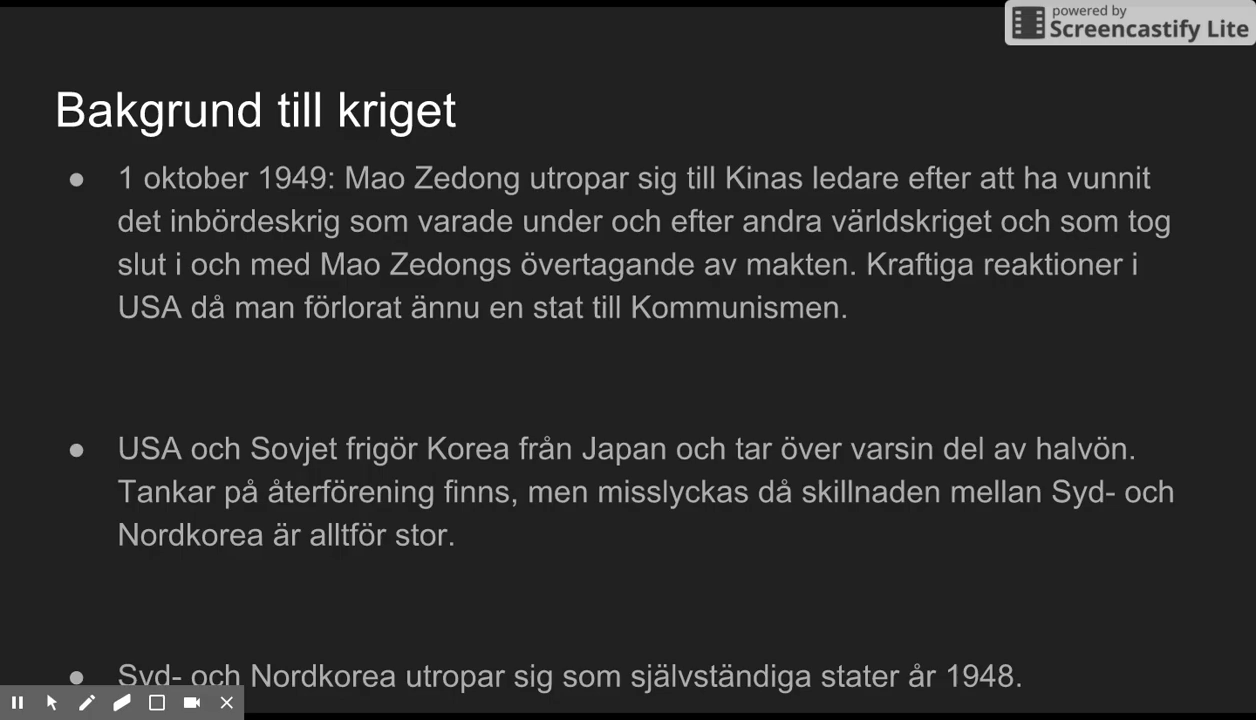 powered by
Screencastify Lite
Bakgrund till kriget
● 1 oktober 1949: Mao Zedong utropar sig till Kinas ledare efter att ha vunnit
det inbördeskrig som varade under och efter andra världskriget och som tog
slut i och med Mao Zedongs övertagande av makten. Kraftiga reaktioner i
USA då man förlorat ännu en stat till Kommunismen.
● USA och Sovjet frigör Korea från Japan och tar över varsin del av halvön.
Tankar på återförening finns, men misslyckas då skillnaden mellan Syd- och
Nordkorea är alltför stor.
● Syd- och Nordkorea utropar sig som självständiga stater år 1948.